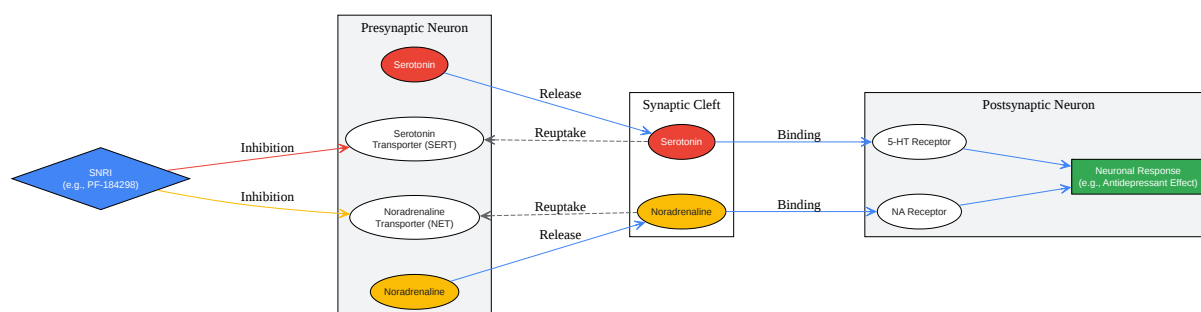 Presynaptic Neuron
Serotonin
Release
Synaptic Cleft
Postsynaptic Neuron
Serotonin
Transporter (SERT)
Reuptake
Serotonin
Binding
5-HT Receptor
Inhibition
SNRI
(e.g., PF-184298)
Neuronal Response
(e.g., Antidepressant Effect)
Inhibition
Noradrenaline
Transporter (NET)
Reuptake
Noradrenaline
Binding
NA Receptor
Release
Noradrenaline